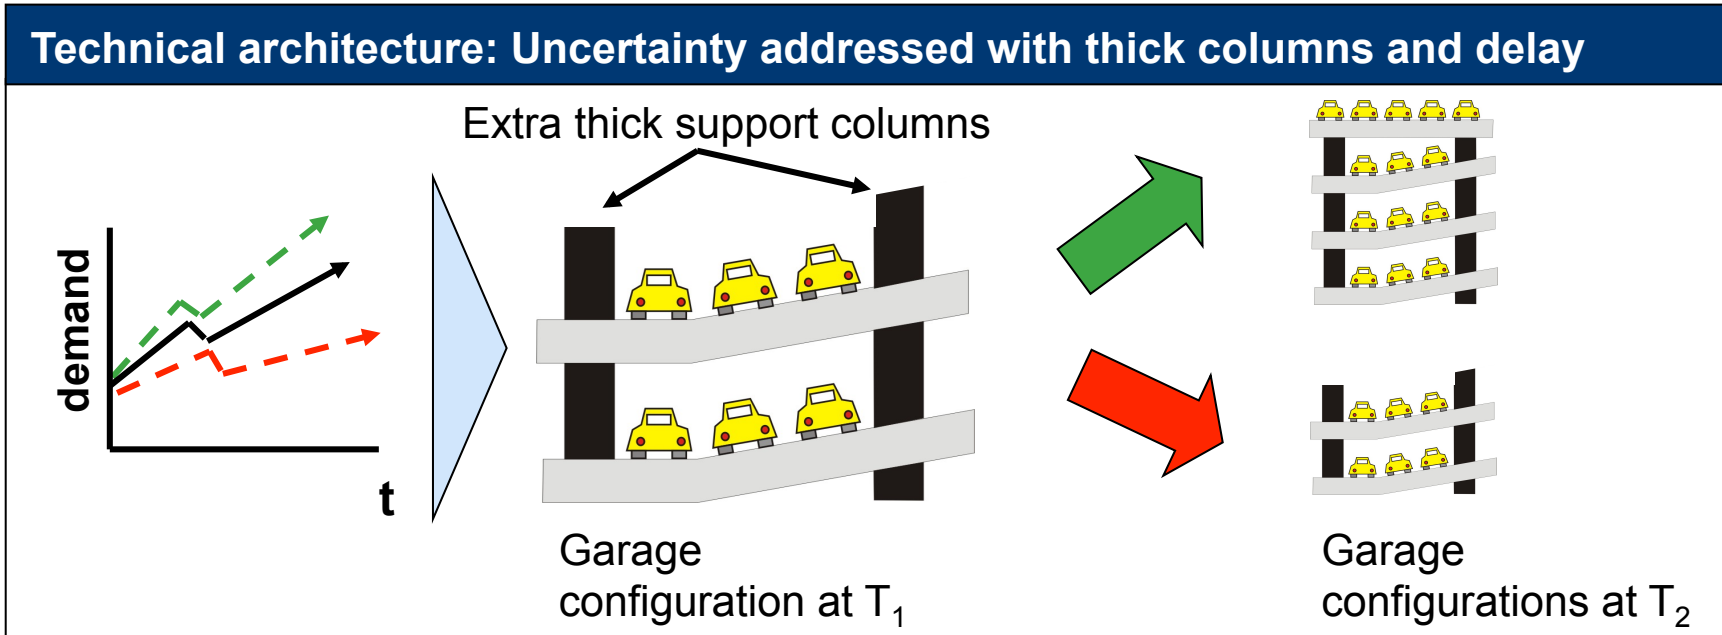 Technical architecture: Uncertainty addressed with thick columns and delay
Extra thick support columns
demand
t
Garage
configuration at T₁
Garage
configurations at T₂